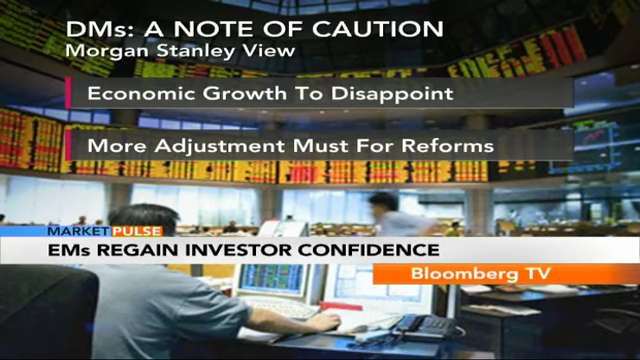 DMs: A NOTE OF CAUTION
Morgan Stanley View
Economic Growth To Disappoint
More Adjustment Must For Reforms
MARKET PULSE
EMs REGAIN INVESTOR CONFIDENCE
Bloomberg TV